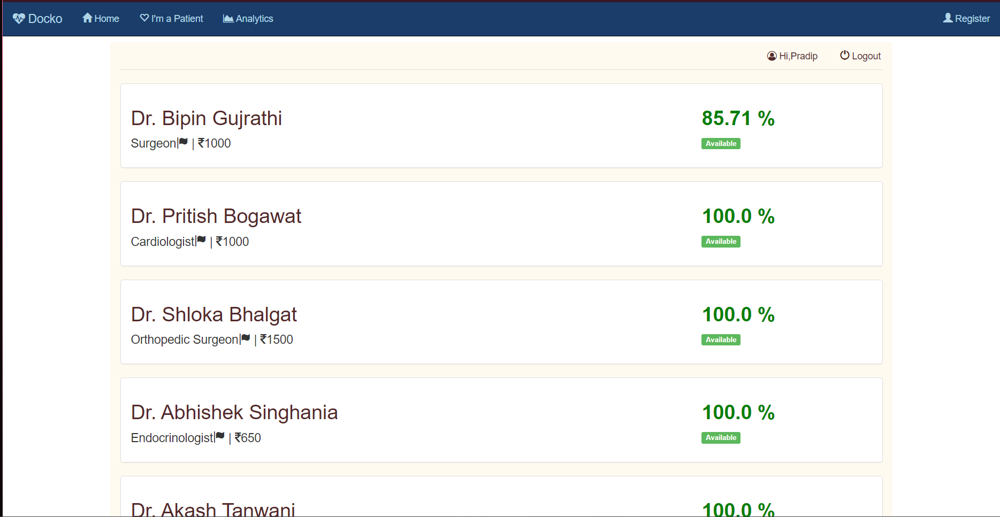 Docko Home I'm a Patient Analytics Register
Hi,Pradip Logout
Dr. Bipin Gujrathi 85.71 %
Surgeon | ₹1000 Available
Dr. Pritish Bogawat 100.0 %
Cardiologist | ₹1000 Available
Dr. Shloka Bhalgat 100.0 %
Orthopedic Surgeon | ₹1500 Available
Dr. Abhishek Singhania 100.0 %
Endocrinologist | ₹650 Available
Dr. Akash Tanwani 100.0 %